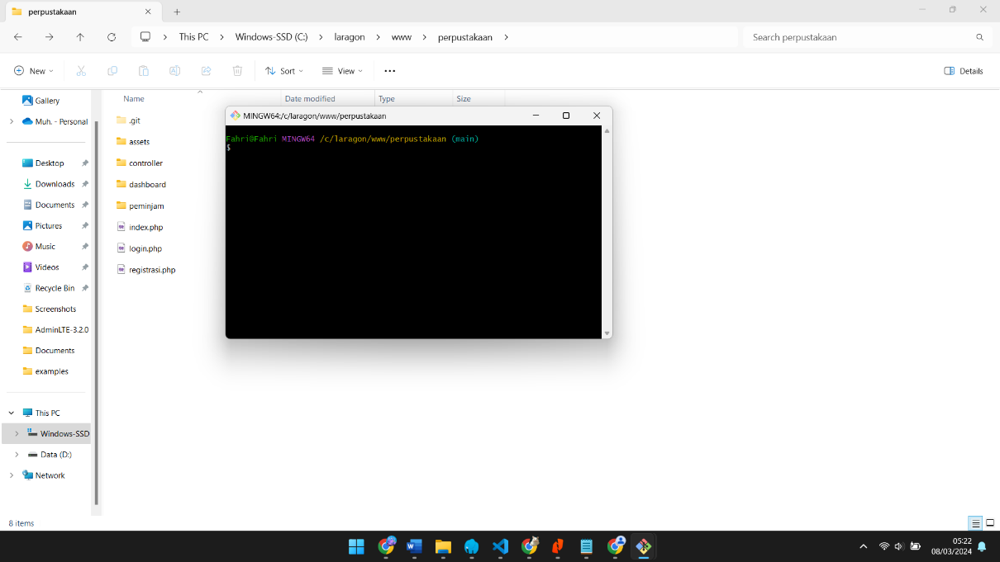 perpustakaan
This PC > Windows-SSD (C:) > laragon > www > perpustakaan >
Search perpustakaan
New
Sort
View
Details
Gallery
Muh. - Personal
Desktop
Downloads
Documents
Pictures
Music
Videos
Recycle Bin
Screenshots
AdminLTE-3.2.0
Documents
examples
This PC
Windows-SSD
Data (D:)
Network
Name Date modified Type Size
.git
assets
controller
dashboard
peminjam
index.php
login.php
registrasi.php
MINGW64:/c/laragon/www/perpustakaan
Fahri@Fahri MINGW64 /c/laragon/www/perpustakaan (main)
$
8 items
05:22
08/03/2024